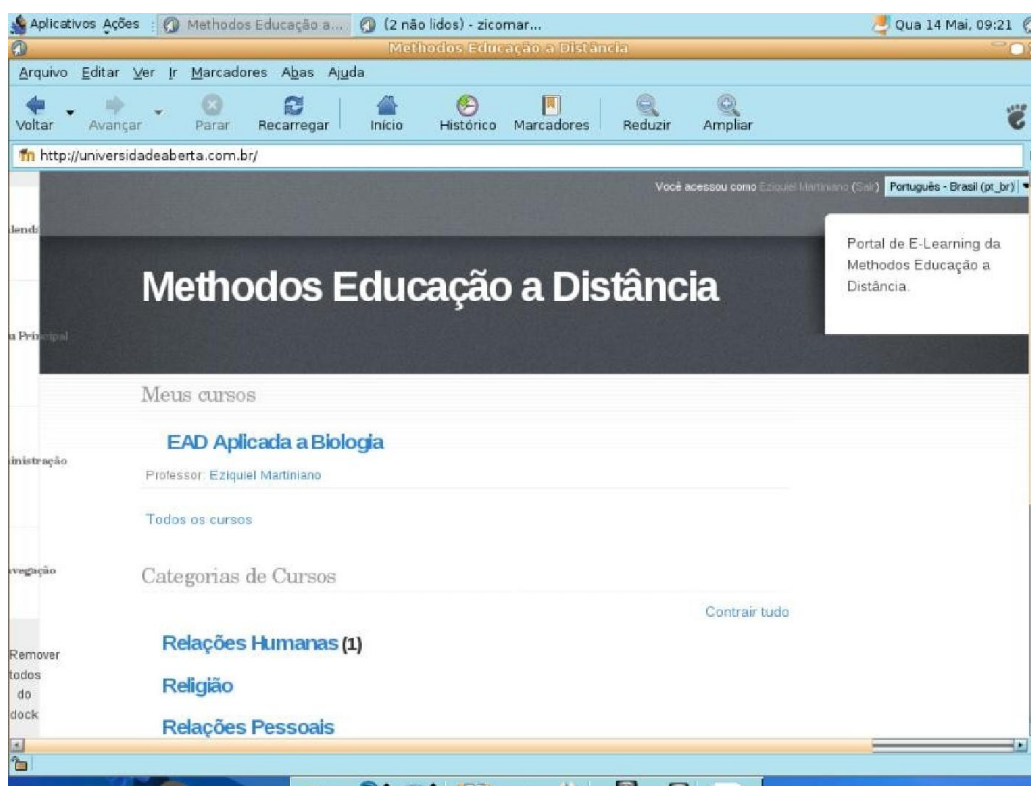 Aplicativos Ações Methodos Educação a... (2 não lidos) - zicomar... Qua 14 Mai, 09:21
Methodos Educação a Distância
Arquivo Editar Ver Ir Marcadores Abas Ajuda
Voltar Avançar Parar Recarregar Início Histórico Marcadores Reduzir Ampliar
http://universidadeaberta.com.br/
Você acessou como Eziquiel Martiniano (Sair) Português - Brasil (pt_br)
Portal de E-Learning da
Methodos Educação a
Distância.
Methodos Educação a Distância
Meus cursos
EAD Aplicada a Biologia
Professor: Eziquiel Martiniano
Todos os cursos
Categorias de Cursos
Contrair tudo
Relações Humanas (1)
Religião
Relações Pessoais
Remover
todos
do
dock